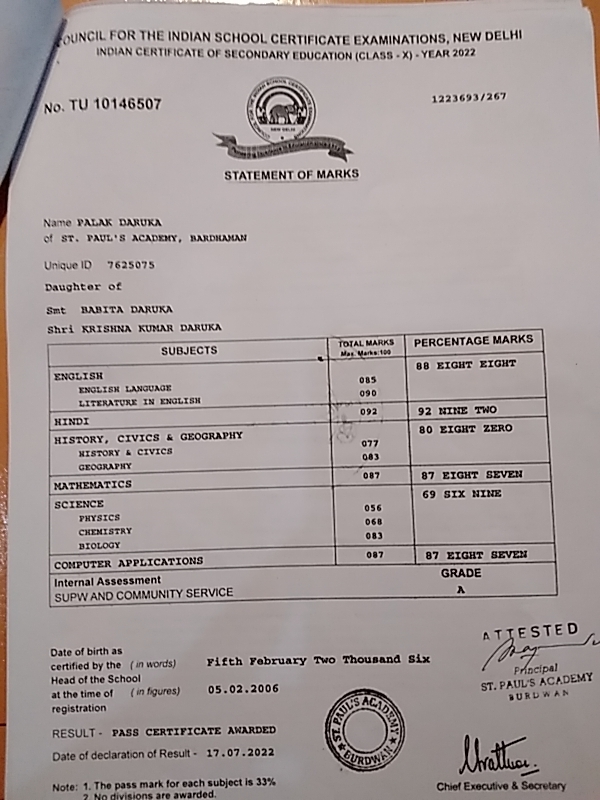 COUNCIL FOR THE INDIAN SCHOOL CERTIFICATE EXAMINATIONS, NEW DELHI
INDIAN CERTIFICATE OF SECONDARY EDUCATION (CLASS - X) - YEAR 2022
No. TU 10146507
1223693/267
NEW DELHI
STATEMENT OF MARKS
Name PALAK DARUKA
of ST. PAUL'S ACADEMY, BARDHAMAN
Unique ID 7625075
Daughter of
Smt BABITA DARUKA
Shri KRISHNA KUMAR DARUKA
SUBJECTS TOTAL MARKS Max. Marks:100 PERCENTAGE MARKS
ENGLISH 88 EIGHT EIGHT
ENGLISH LANGUAGE 085
LITERATURE IN ENGLISH 090
HINDI 092 92 NINE TWO
HISTORY, CIVICS & GEOGRAPHY 80 EIGHT ZERO
HISTORY & CIVICS 077
GEOGRAPHY 083
MATHEMATICS 087 87 EIGHT SEVEN
SCIENCE 69 SIX NINE
PHYSICS 056
CHEMISTRY 068
BIOLOGY 083
COMPUTER APPLICATIONS 087 87 EIGHT SEVEN
Internal Assessment GRADE
SUPW AND COMMUNITY SERVICE A
Date of birth as
certified by the (in words) Fifth February Two Thousand Six
Head of the School
at the time of (in figures) 05.02.2006
registration
ATTESTED
Principal
ST. PAUL'S ACADEMY
BURDWAN
ST. PAUL'S ACADEMY
BURDWAN
RESULT - PASS CERTIFICATE AWARDED
Date of declaration of Result - 17.07.2022
Chief Executive & Secretary
Note: 1. The pass mark for each subject is 33%
2. No divisions are awarded.